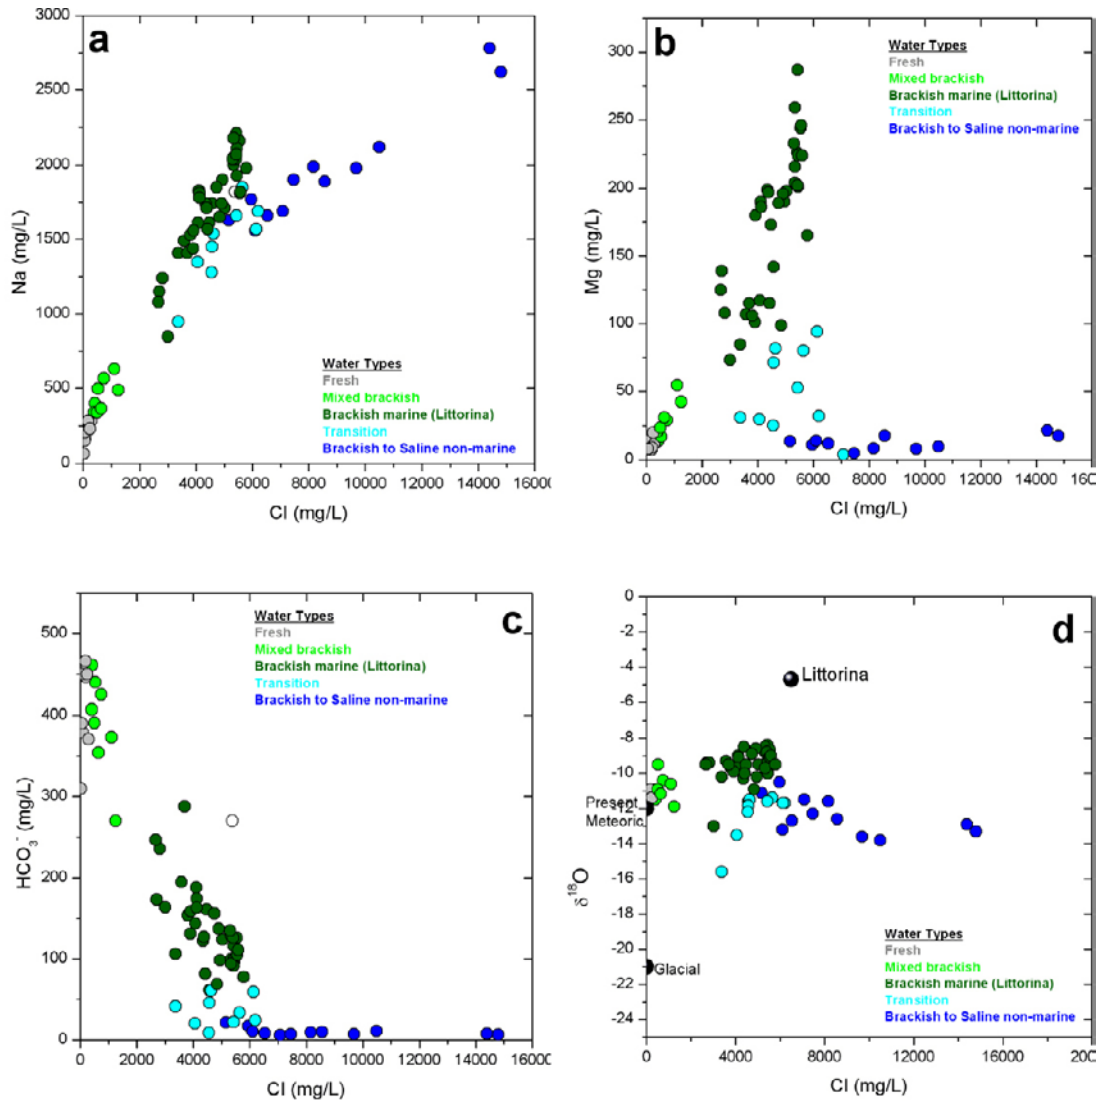 a
3000
2500
2000
1500
1000
500
0
Na (mg/L)
Water Types
Fresh
Mixed brackish
Brackish marine (Littorina)
Transition
Brackish to Saline non-marine
0 2000 4000 6000 8000 10000 12000 14000 1600
Cl (mg/L)
b
300
250
200
150
100
50
0
Mg (mg/L)
Water Types
Fresh
Mixed brackish
Brackish marine (Littorina)
Transition
Brackish to Saline non-marine
0 2000 4000 6000 8000 10000 12000 14000 160
Cl (mg/L)
c
500
400
300
200
100
0
HCO₃⁻ (mg/L)
Water Types
Fresh
Mixed brackish
Brackish marine (Littorina)
Transition
Brackish to Saline non-marine
0 2000 4000 6000 8000 10000 12000 14000 1600
Cl (mg/L)
d
0
-2
-4
-6
-8
-10
-12
-14
-16
-18
-20
-22
-24
δ¹⁸O
Littorina
Present
Meteoric
Glacial
Water Types
Fresh
Mixed brackish
Brackish marine (Littorina)
Transition
Brackish to Saline non-marine
0 4000 8000 12000 16000 200
Cl (mg/L)